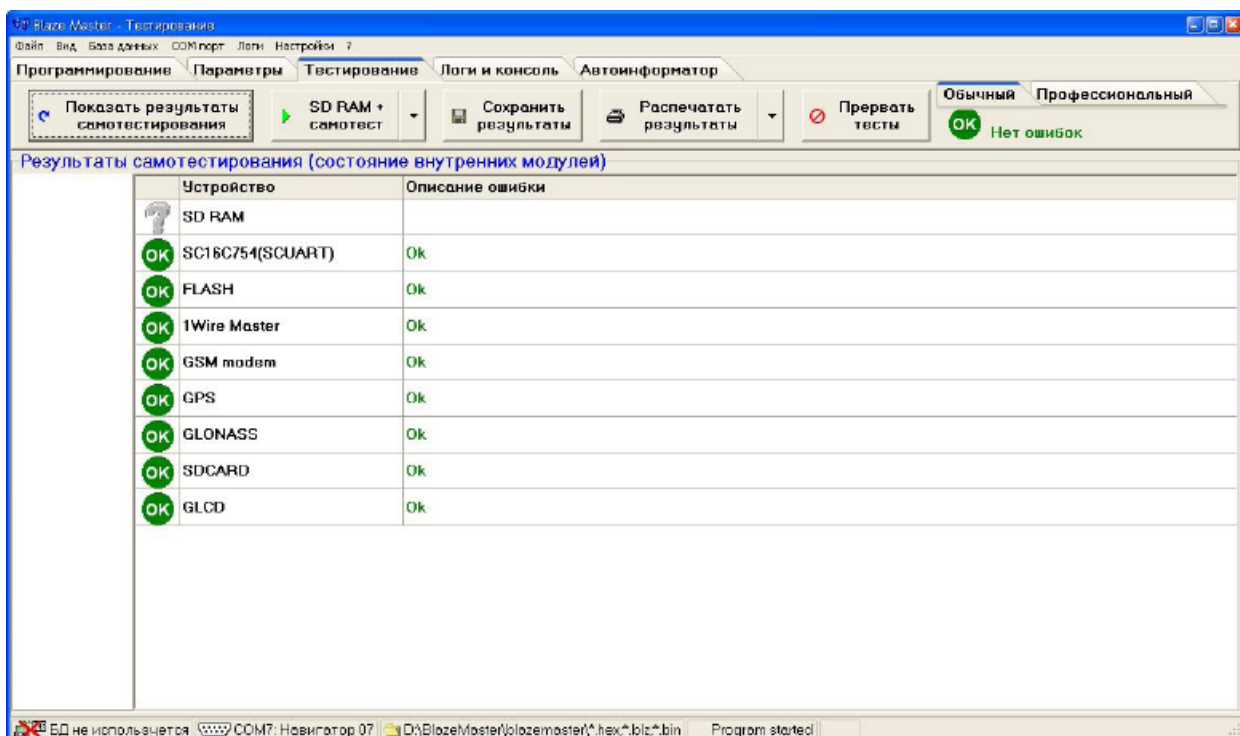 Blaze Master - Тестирование
Файл Вид База данных COM порт Логи Настройки ?
Программирование Параметры Тестирование Логи и консоль Автоинформатор
Показать результаты самотестирования
SD RAM + самотест
Сохранить результаты
Распечатать результаты
Прервать тесты
Обычный Профессиональный
OK Нет ошибок
Результаты самотестирования (состояние внутренних модулей)
Устройство Описание ошибки
? SD RAM
OK SC16C754(SCUART) Ok
OK FLASH Ok
OK 1Wire Master Ok
OK GSM modem Ok
OK GPS Ok
OK GLONASS Ok
OK SDCARD Ok
OK GLCD Ok
БД не используется COM7: Навигатор 07 D:\BlazeMaster\blazemaster\*.hex;*.blz;*.bin Program started